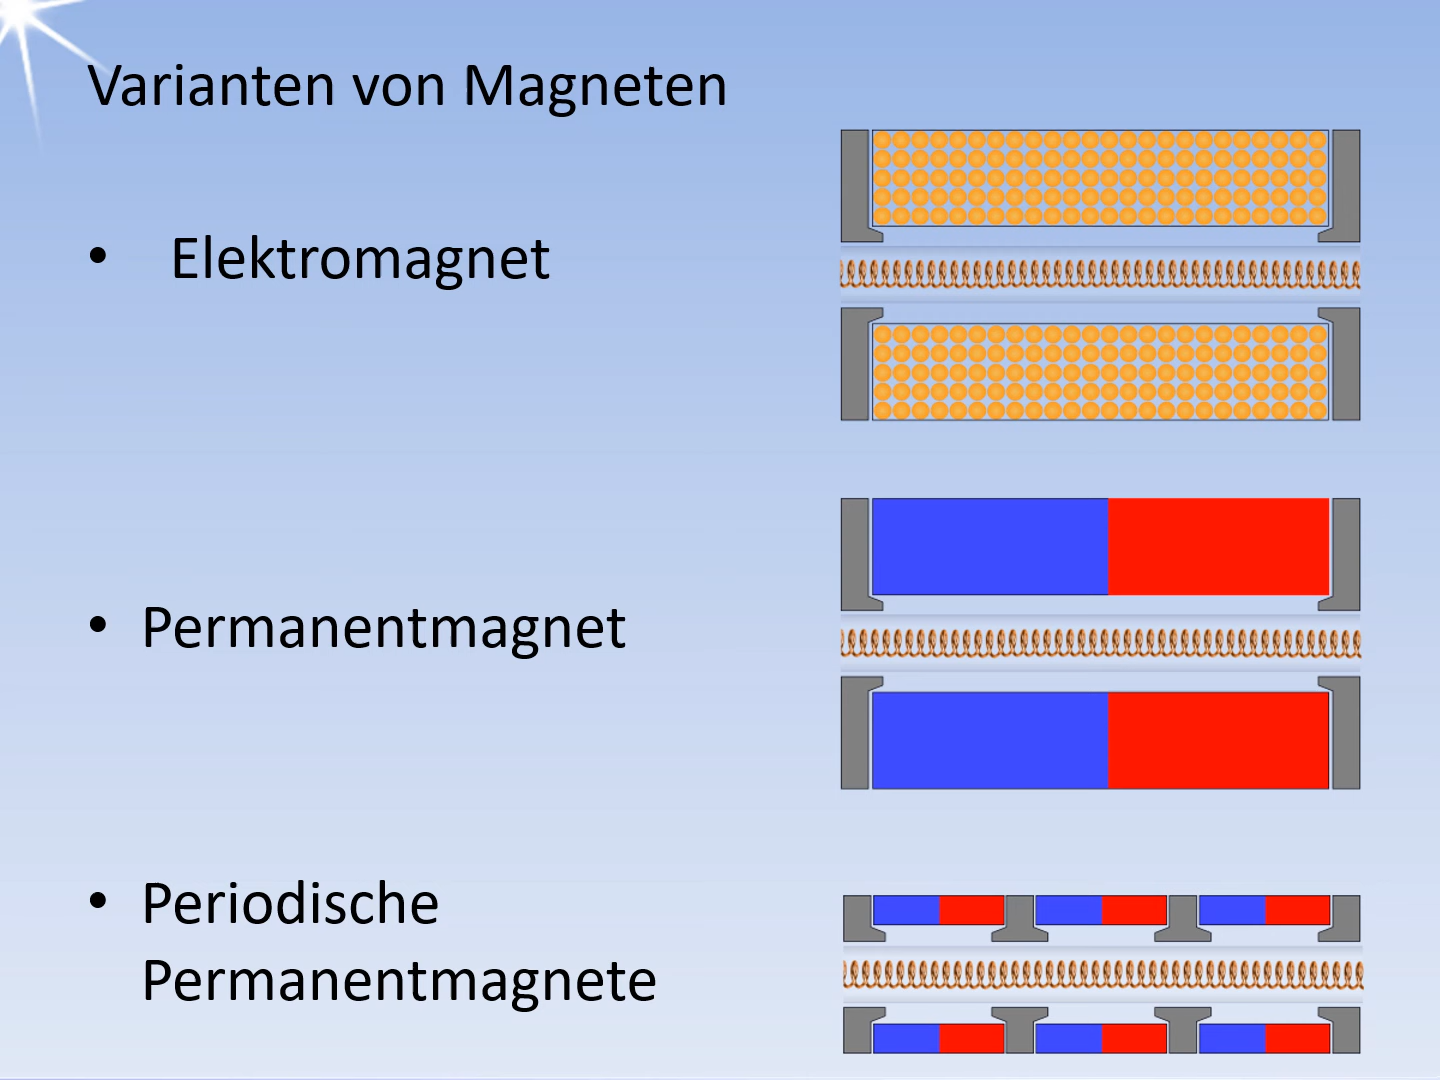 Varianten von Magneten
• Elektromagnet
• Permanentmagnet
• Periodische
Permanentmagnete